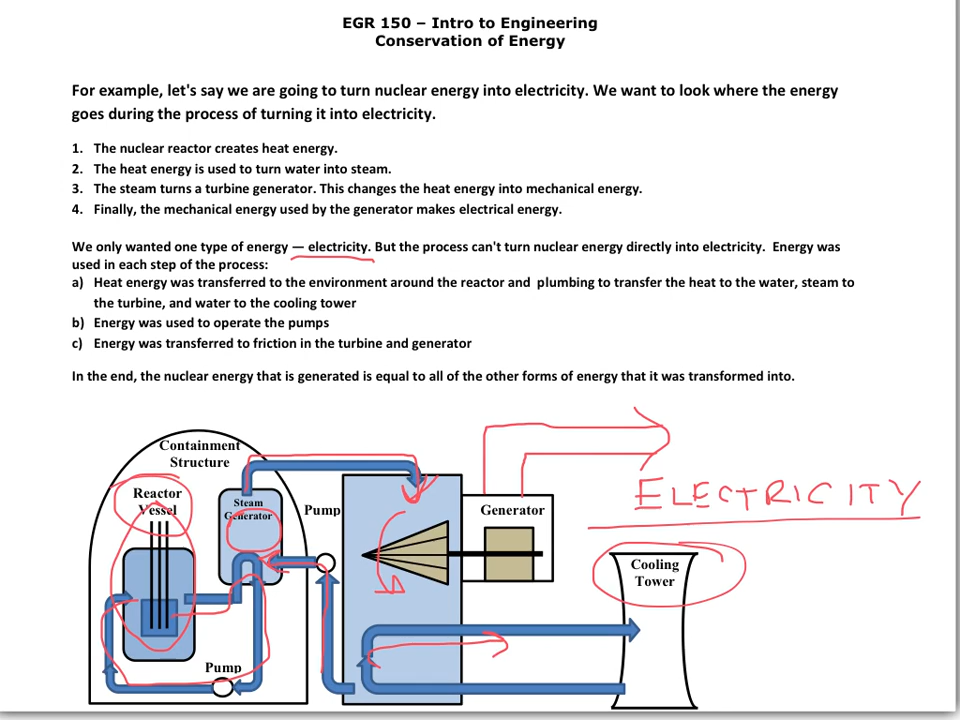 EGR 150 – Intro to Engineering
Conservation of Energy
For example, let's say we are going to turn nuclear energy into electricity. We want to look where the energy
goes during the process of turning it into electricity.
1. The nuclear reactor creates heat energy.
2. The heat energy is used to turn water into steam.
3. The steam turns a turbine generator. This changes the heat energy into mechanical energy.
4. Finally, the mechanical energy used by the generator makes electrical energy.
We only wanted one type of energy — electricity. But the process can't turn nuclear energy directly into electricity. Energy was
used in each step of the process:
a) Heat energy was transferred to the environment around the reactor and plumbing to transfer the heat to the water, steam to
the turbine, and water to the cooling tower
b) Energy was used to operate the pumps
c) Energy was transferred to friction in the turbine and generator
In the end, the nuclear energy that is generated is equal to all of the other forms of energy that it was transformed into.
Containment
Structure
Reactor
Vessel
Steam
Generator
Pump
Generator
ELECTRICITY
Cooling
Tower
Pump